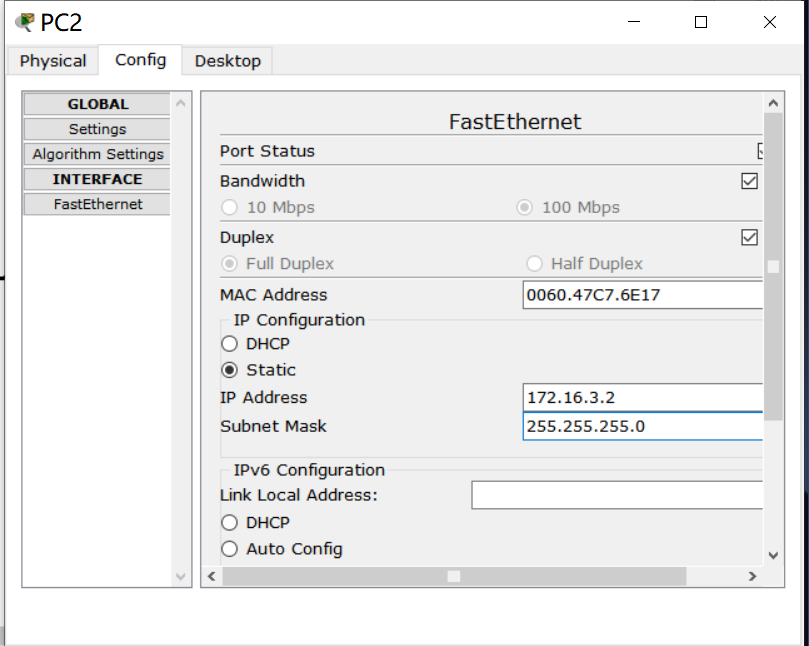 PC2
Physical Config Desktop
GLOBAL
Settings
Algorithm Settings
INTERFACE
FastEthernet
FastEthernet
Port Status
Bandwidth
10 Mbps 100 Mbps
Duplex
Full Duplex Half Duplex
MAC Address 0060.47C7.6E17
IP Configuration
DHCP
Static
IP Address 172.16.3.2
Subnet Mask 255.255.255.0
IPv6 Configuration
Link Local Address:
DHCP
Auto Config